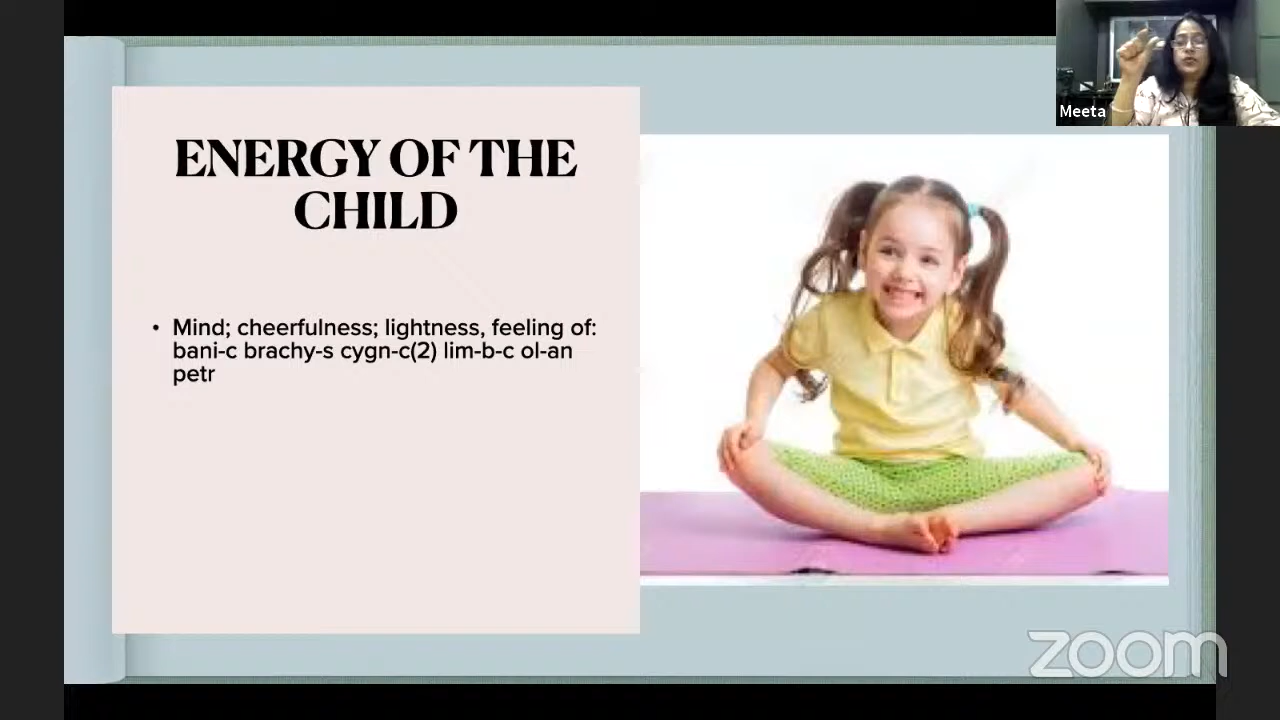 Meeta
ENERGY OF THE
CHILD
• Mind; cheerfulness; lightness, feeling of:
bani-c brachy-s cygn-c(2) lim-b-c ol-an
petr
zoom